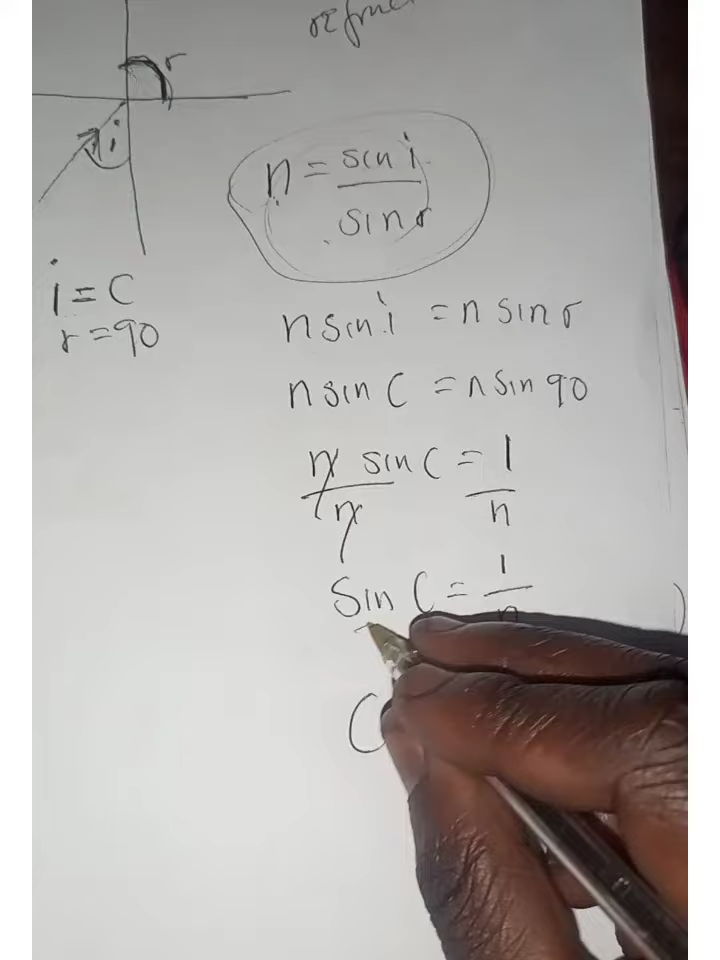 r
i
n = sin i / sin r
i = C
r = 90
n sin i = n sin r
n sin C = n sin 90
n sin C / n = 1 / n
sin C = 1 / n
C